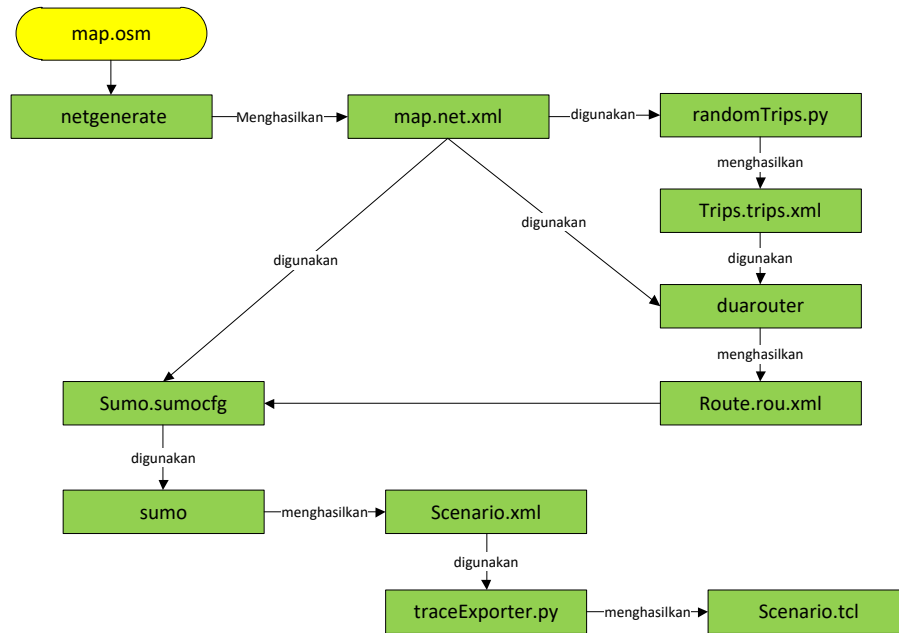 map.osm
netgenerate
Menghasilkan
map.net.xml
digunakan
randomTrips.py
menghasilkan
Trips.trips.xml
digunakan
digunakan
digunakan
duarouter
menghasilkan
Sumo.sumocfg
Route.rou.xml
digunakan
sumo
menghasilkan
Scenario.xml
digunakan
traceExporter.py
menghasilkan
Scenario.tcl